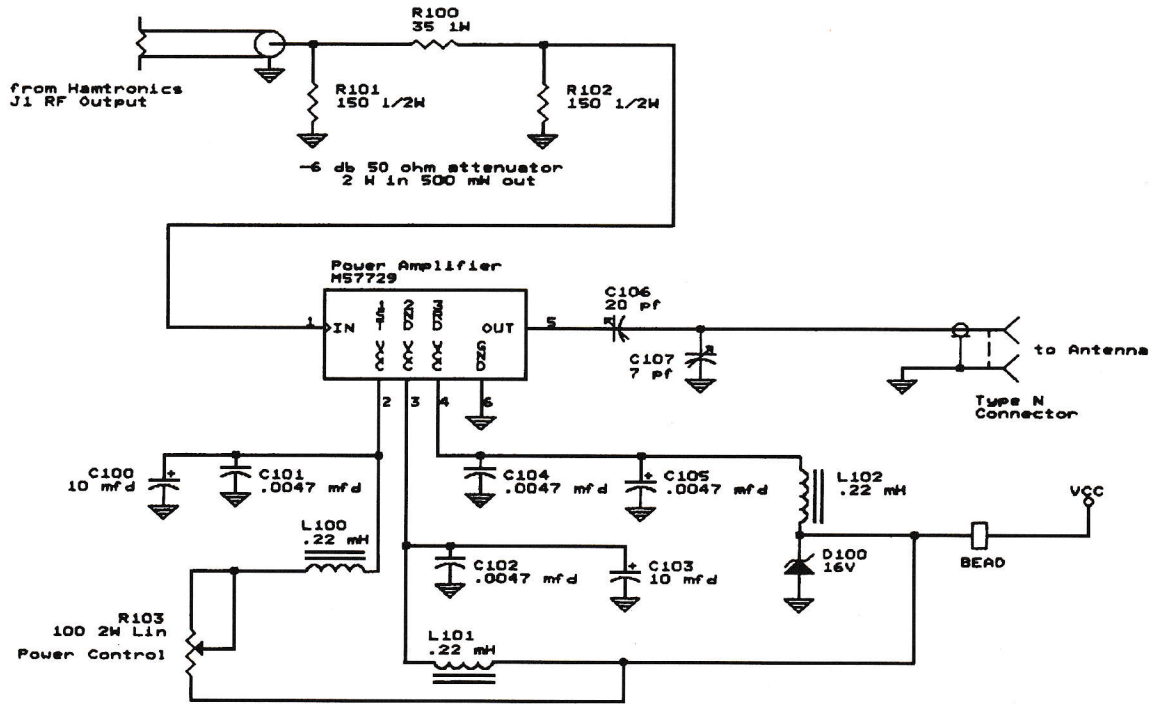 R100
35 1W
from Hamtronics
J1 RF Output
R101
150 1/2W
R102
150 1/2W
-6 db 50 ohm attenuator
2 W in 500 mW out
Power Amplifier
M57729
1
IN
1ST VCC
2ND VCC
3RD VCC
GND
OUT
5
2
3
4
6
C106
20 pf
C107
7 pf
to Antenna
Type N
Connector
C100
10 mfd
C101
.0047 mfd
C104
.0047 mfd
C105
.0047 mfd
L102
.22 mH
VCC
L100
.22 mH
C102
.0047 mfd
C103
10 mfd
D100
16V
BEAD
R103
100 2W Lin
Power Control
L101
.22 mH